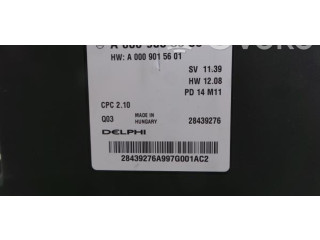 HW: A 000 901 56 01
SV 11.39
HW 12.08
PD 14 M11
CPC 2.10
QG3 MADE IN HUNGARY 28439276
DELPHI
28439276A997G001AC2